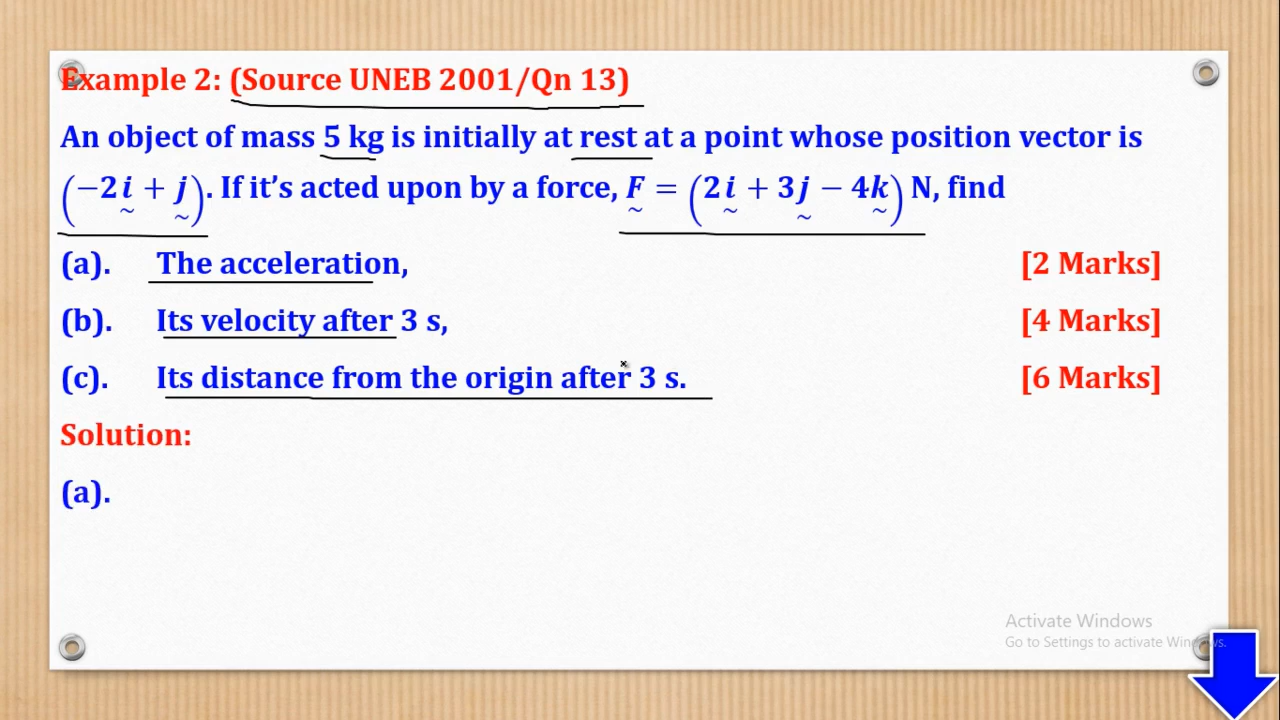 Example 2: (Source UNEB 2001/Qn 13)
An object of mass 5 kg is initially at rest at a point whose position vector is
(−2i + j). If it’s acted upon by a force, F = (2i + 3j − 4k) N, find
(a). The acceleration, [2 Marks]
(b). Its velocity after 3 s, [4 Marks]
(c). Its distance from the origin after 3 s. [6 Marks]
Solution:
(a).
Activate Windows
Go to Settings to activate Windows.